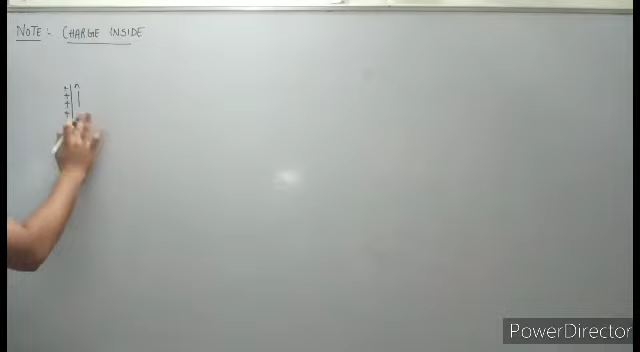 NOTE:- CHARGE INSIDE
+
+
+
+
PowerDirector